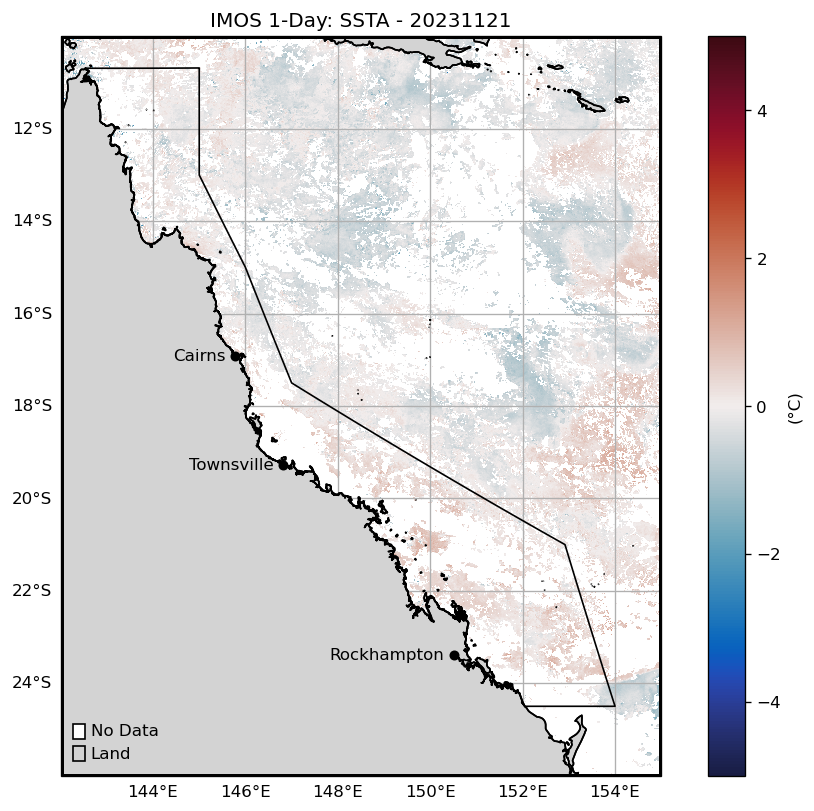 IMOS 1-Day: SSTA - 20231121
12°S
14°S
16°S
18°S
20°S
22°S
24°S
Cairns
Townsville
Rockhampton
No Data
Land
144°E 146°E 148°E 150°E 152°E 154°E
4
2
0
−2
−4
(°C)